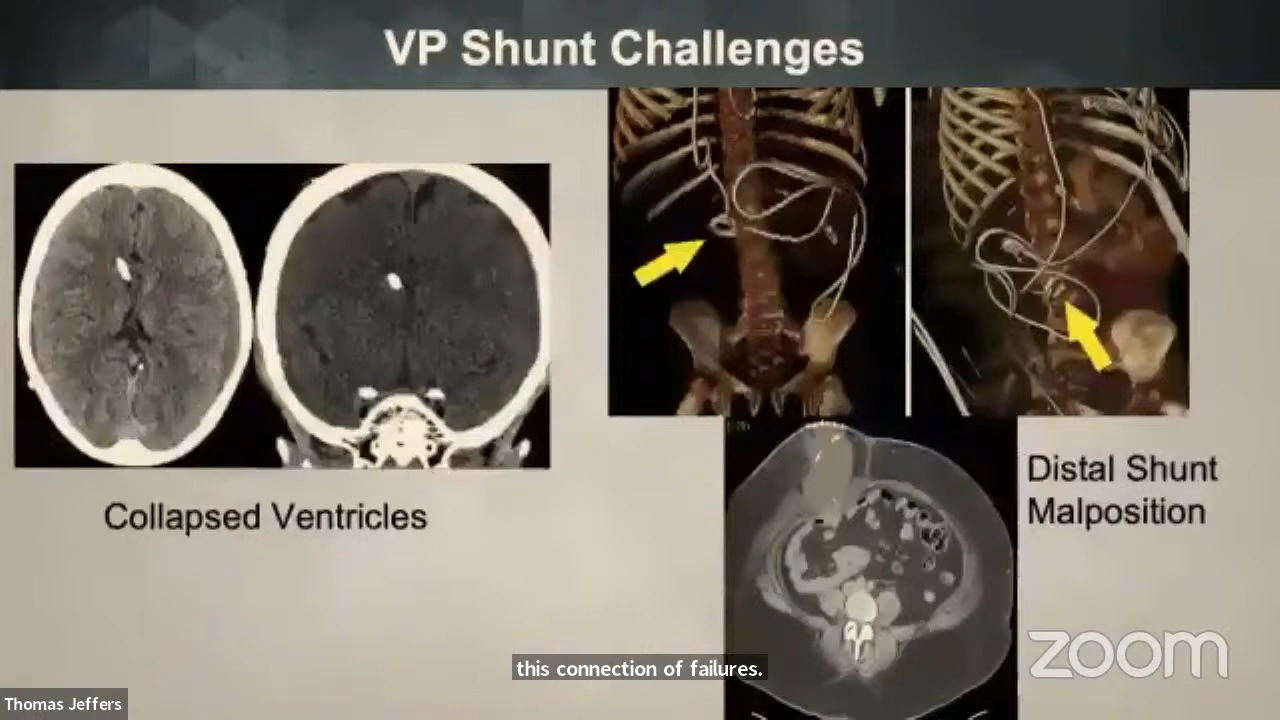 VP Shunt Challenges
Collapsed Ventricles
Distal Shunt
Malposition
this connection of failures.
zoom
Thomas Jeffers